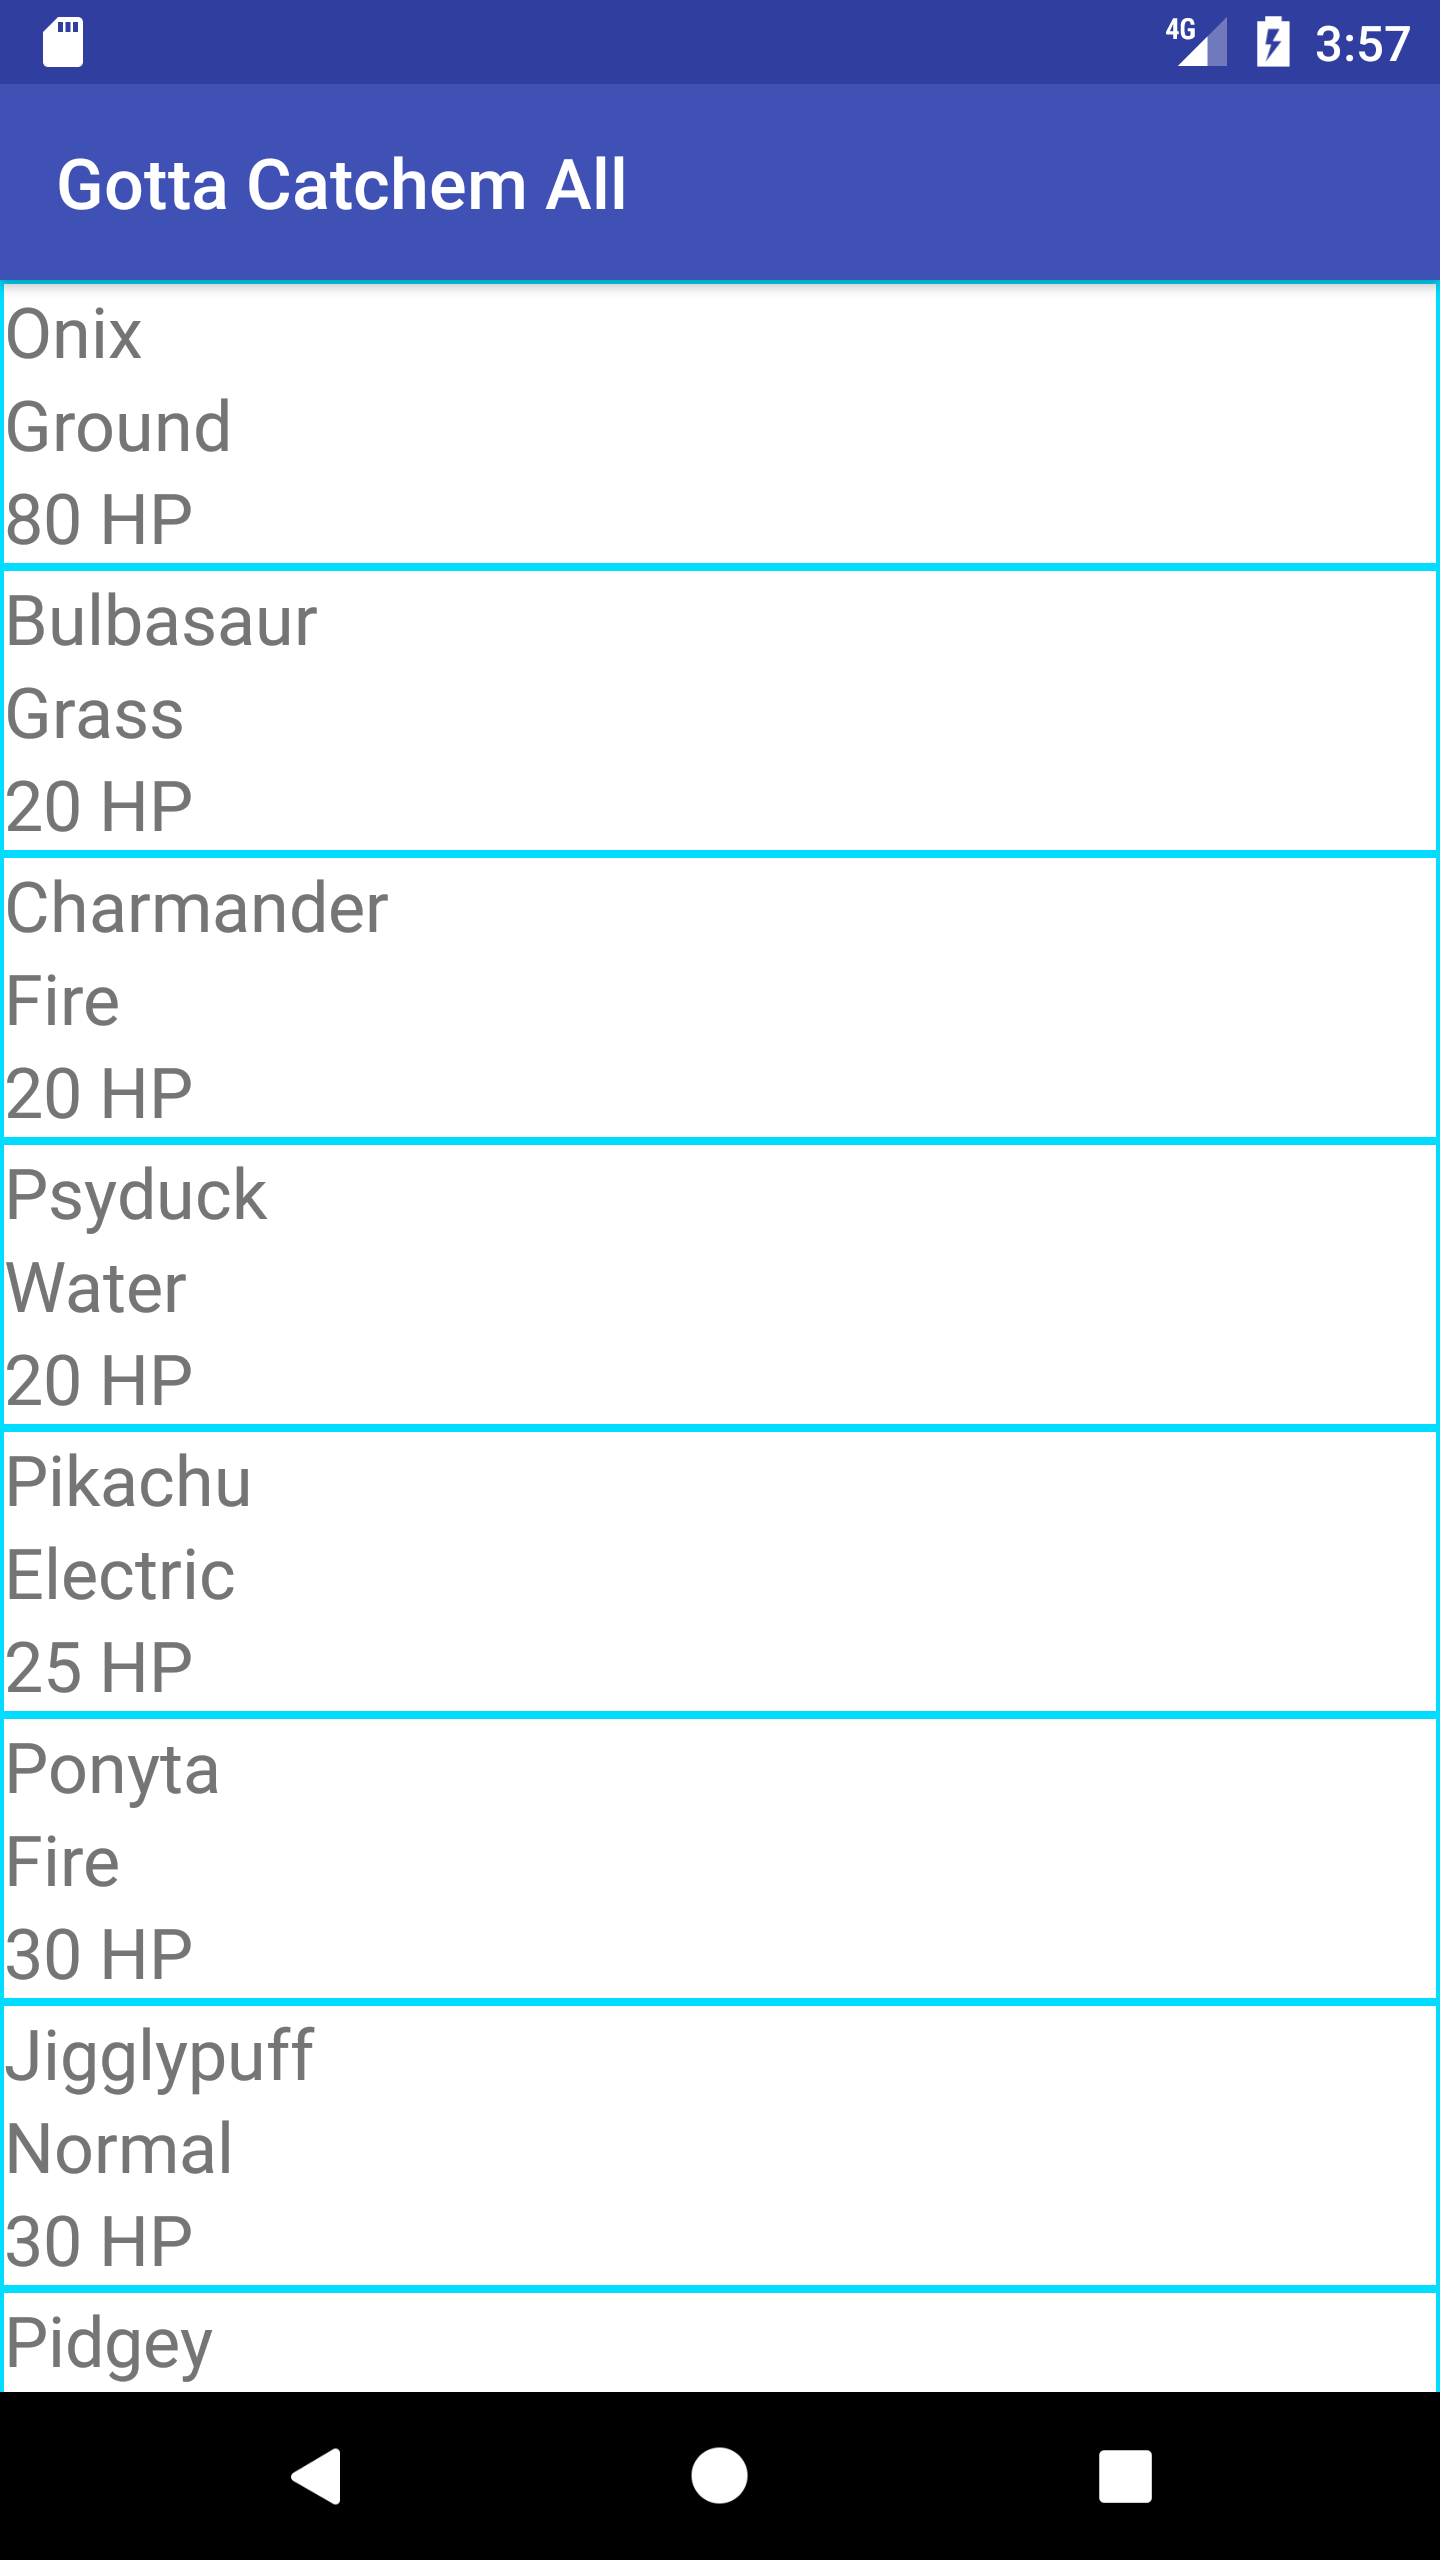 4G 3:57
Gotta Catchem All
Onix
Ground
80 HP
Bulbasaur
Grass
20 HP
Charmander
Fire
20 HP
Psyduck
Water
20 HP
Pikachu
Electric
25 HP
Ponyta
Fire
30 HP
Jigglypuff
Normal
30 HP
Pidgey